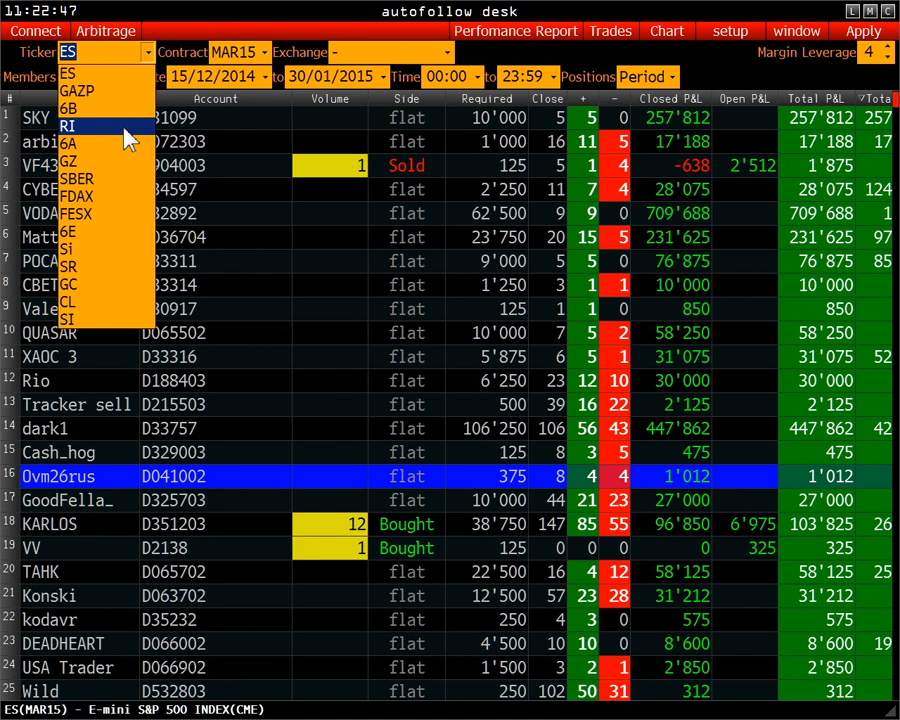 11:22:47 autofollow desk L M C
Connect Arbitrage Perfomance Report Trades Chart setup window Apply
Ticker ES Contract MAR15 Exchange - Margin Leverage 4
Members 15/12/2014 to 30/01/2015 Time 00:00 to 23:59 Positions Period
ES
GAZP
6B
RI
6A
GZ
SBER
FDAX
FESX
6E
Si
SR
GC
CL
SI
# Account Volume Side Required Close + - Closed P&L Open P&L Total P&L ▽Tota
1 SKY 31099 flat 10'000 5 5 0 257'812 257'812 257
2 arbi 072303 flat 1'000 16 11 5 17'188 17'188 17
3 VF43 904003 1 Sold 125 5 1 4 -638 2'512 1'875
4 CYBE 34597 flat 2'250 11 7 4 28'075 28'075 124
5 VODA 32892 flat 62'500 9 9 0 709'688 709'688 1
6 Matt 036704 flat 23'750 20 15 5 231'625 231'625 97
7 POCA 33311 flat 9'000 5 5 0 76'875 76'875 85
8 CBET 33314 flat 1'250 3 1 1 10'000 10'000
9 Vale 30917 flat 125 1 1 0 850 850
10 QUASAR D065502 flat 10'000 7 5 2 58'250 58'250
11 XAOC 3 D33316 flat 5'875 6 5 1 31'075 31'075 52
12 Rio D188403 flat 6'250 23 12 10 30'000 30'000
13 Tracker sell D215503 flat 500 39 16 22 2'125 2'125
14 dark1 D33757 flat 106'250 106 56 43 447'862 447'862 42
15 Cash_hog D329003 flat 125 8 3 5 475 475
16 Ovm26rus D041002 flat 375 8 4 4 1'012 1'012
17 GoodFella_ D325703 flat 10'000 44 21 23 27'000 27'000
18 KARLOS D351203 12 Bought 38'750 147 85 55 96'850 6'975 103'825 26
19 VV D2138 1 Bought 125 0 0 0 0 325 325
20 TAHK D065702 flat 22'500 16 4 12 58'125 58'125 25
21 Konski D063702 flat 12'500 57 23 28 31'212 31'212
22 kodavr D35232 flat 250 4 3 0 575 575
23 DEADHEART D066002 flat 4'500 10 10 0 8'600 8'600 19
24 USA Trader D066902 flat 1'500 3 2 1 2'850 2'850
25 Wild D532803 flat 250 102 50 31 312 312
ES(MAR15) - E-mini S&P 500 INDEX(CME)